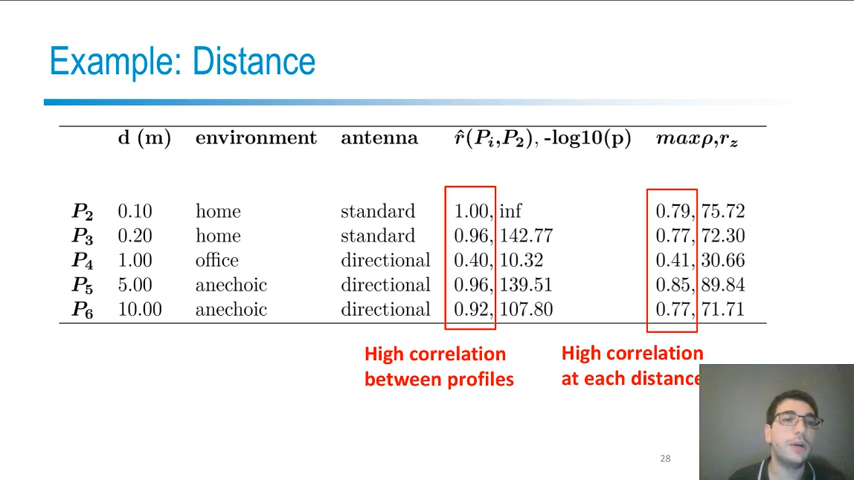 Example: Distance
d (m) environment antenna r̂(Pᵢ,P₂), -log10(p) maxρ,r_z
P₂ 0.10 home standard 1.00, inf 0.79, 75.72
P₃ 0.20 home standard 0.96, 142.77 0.77, 72.30
P₄ 1.00 office directional 0.40, 10.32 0.41, 30.66
P₅ 5.00 anechoic directional 0.96, 139.51 0.85, 89.84
P₆ 10.00 anechoic directional 0.92, 107.80 0.77, 71.71
High correlation
between profiles
High correlation
at each distance
28